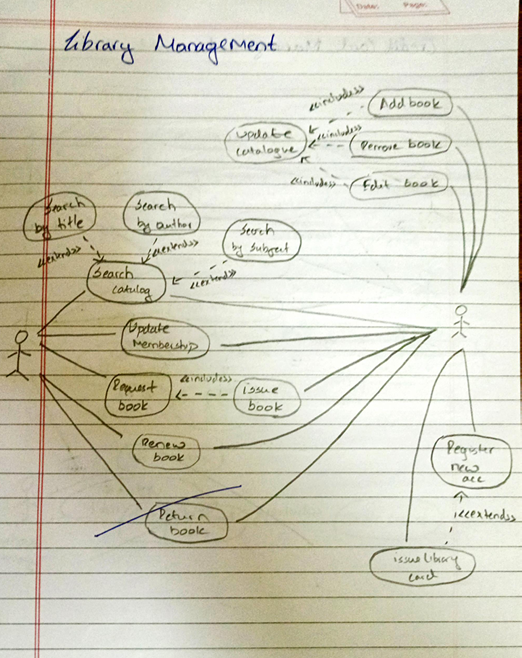 Date: Page:
Library Management
<<includes>>
Add book
Update
catalogue
<<includes>>
Remove book
<<includes>>
Edit book
Search
by title
Search
by author
Search
by Subject
<<extends>>
<<extends>>
<<extends>>
Search
catalog
Update
Membership
Request
book
<<includes>>
issue
book
Renew
book
Register
new
acc
<<extends>>
Return
book
issue library
card